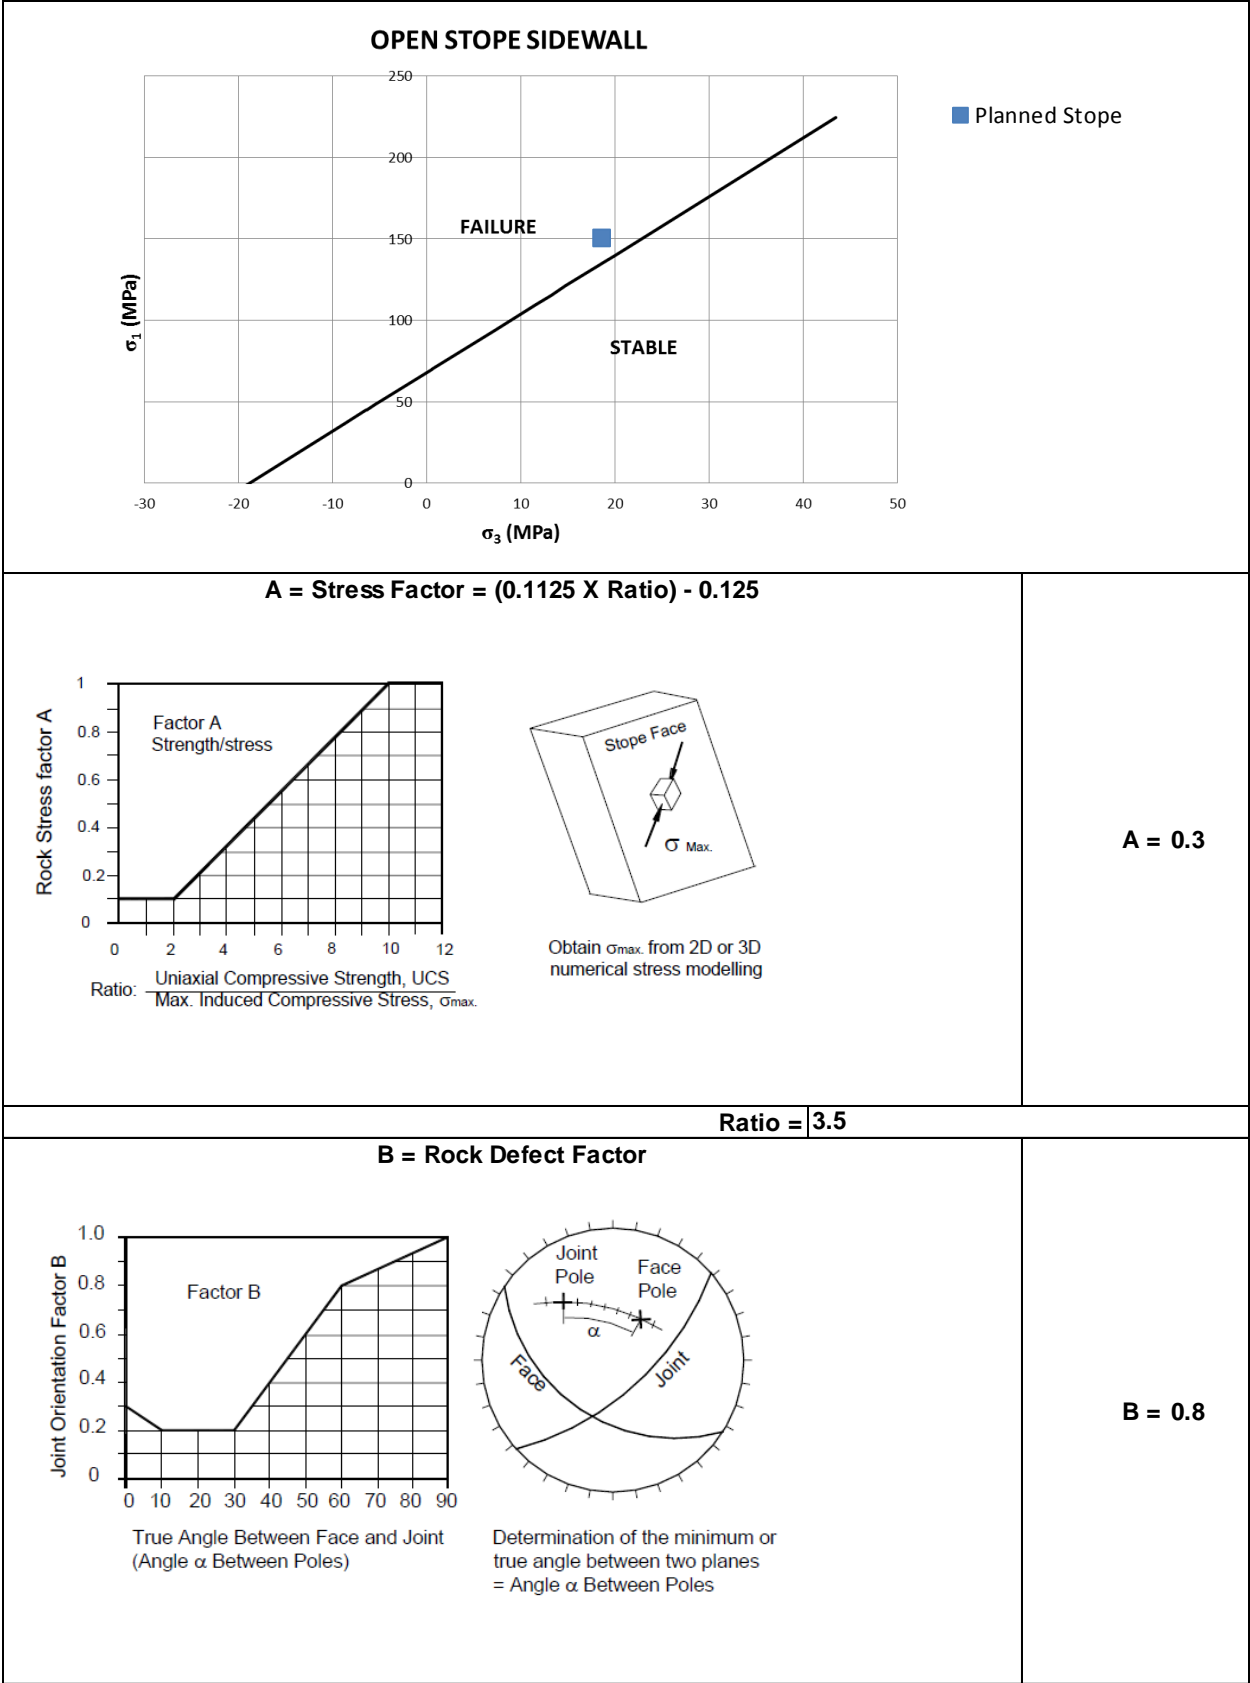 OPEN STOPE SIDEWALL
250
200
150
100
50
0
-30 -20 -10 0 10 20 30 40 50
σ1 (MPa)
σ3 (MPa)
FAILURE
STABLE
Planned Stope
A = Stress Factor = (0.1125 X Ratio) - 0.125
Rock Stress factor A
1
0.8
0.6
0.4
0.2
0
Factor A
Strength/stress
0 2 4 6 8 10 12
Ratio: Uniaxial Compressive Strength, UCS
Max. Induced Compressive Stress, σmax.
Stope Face
σ Max.
Obtain σmax. from 2D or 3D
numerical stress modelling
A = 0.3
Ratio = 3.5
B = Rock Defect Factor
Joint Orientation Factor B
1.0
0.8
0.6
0.4
0.2
0
Factor B
0 10 20 30 40 50 60 70 80 90
True Angle Between Face and Joint
(Angle α Between Poles)
Joint
Pole
Face
Pole
α
Face
Joint
Determination of the minimum or
true angle between two planes
= Angle α Between Poles
B = 0.8